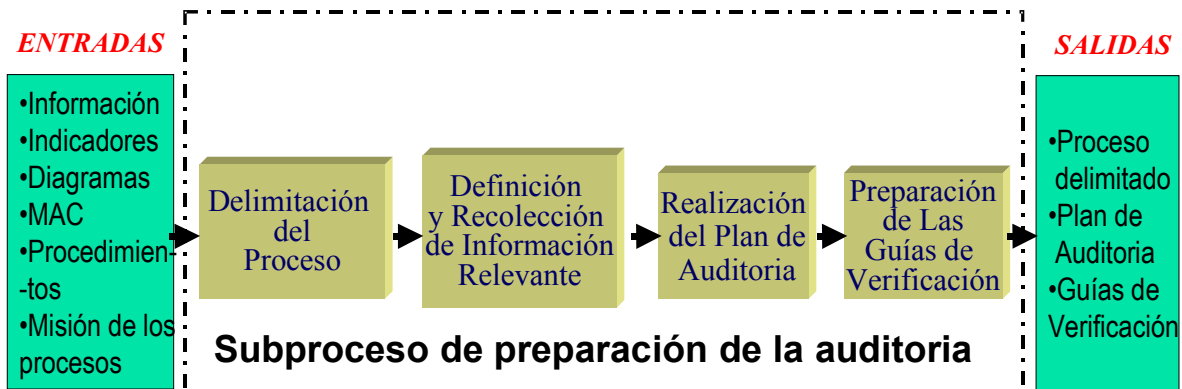 ENTRADAS
•Información
•Indicadores
•Diagramas
•MAC
•Procedimien-
-tos
•Misión de los
procesos
Delimitación
del
Proceso
Definición
y Recolección
de Información
Relevante
Realización
del Plan de
Auditoria
Preparación
de Las
Guías de
Verificación
Subproceso de preparación de la auditoria
SALIDAS
•Proceso
delimitado
•Plan de
Auditoria
•Guías de
Verificación